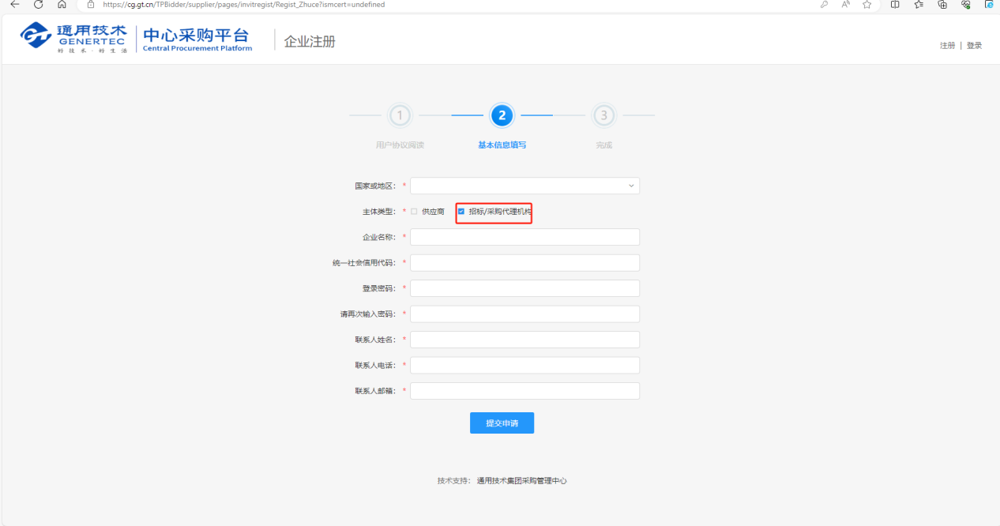 https://cg.gt.cn/TPBidder/supplier/pages/invitregist/Regist_Zhuce?ismcert=undefined
通用技术
GENERTEC
好 技 术 · 好 生 活
中心采购平台
Central Procurement Platform
企业注册
注册 | 登录
1 2 3
用户协议阅读 基本信息填写 完成
国家或地区： *
主体类型： * 供应商 招标/采购代理机构
企业名称： *
统一社会信用代码： *
登录密码： *
请再次输入密码： *
联系人姓名： *
联系人电话： *
联系人邮箱： *
提交申请
技术支持： 通用技术集团采购管理中心